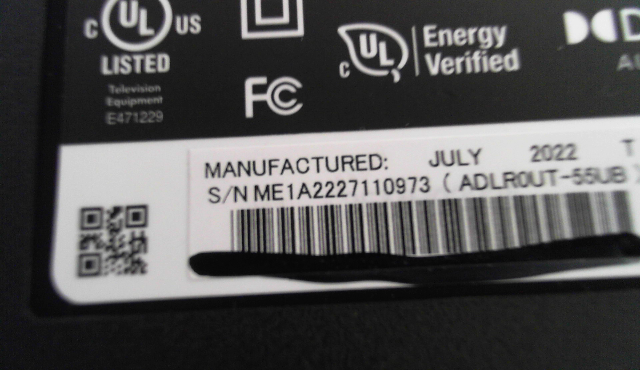 C UL US
LISTED
Television
Equipment
E471229
FC
C UL Energy
Verified
MANUFACTURED: JULY 2022 T
S/N ME1A2227110973 ( ADLR0UT-55UB )